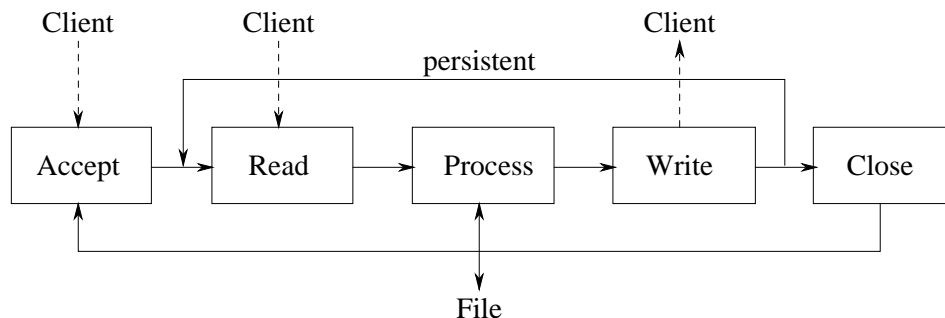 Client
Client
Client
persistent
Accept
Read
Process
Write
Close
File